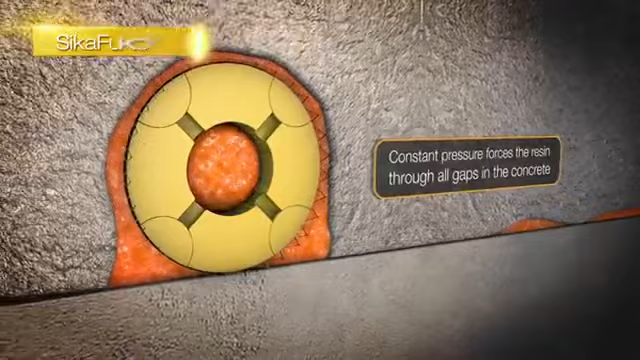 Constant pressure forces the resin
through all gaps in the concrete